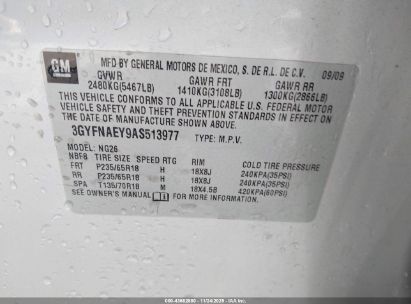 GM
MFD BY GENERAL MOTORS DE MEXICO, S. DE R.L. DE C.V. 09/09
GVWR GAWR FRT GAWR RR
2480KG(5467LB) 1410KG(3108LB) 1300KG(2866LB)
THIS VEHICLE CONFORMS TO ALL APPLICABLE U.S. FEDERAL MOTOR
VEHICLE SAFETY AND THEFT PREVENTION STANDARDS IN EFFECT ON
THE DATE OF MANUFACTURE SHOWN ABOVE.
3GYFNAEY9AS513977 TYPE: M.P.V.
MODEL: NG26
NBF8 TIRE SIZE SPEED RTG RIM COLD TIRE PRESSURE
FRT P235/65R18 H 18X8J 240KPA(35PSI)
RR P235/65R18 H 18X8J 240KPA(35PSI)
SPA T135/70R18 M 18X4.5B 420KPA(60PSI)
SEE OWNER'S MANUAL FOR MORE INFORMATION.